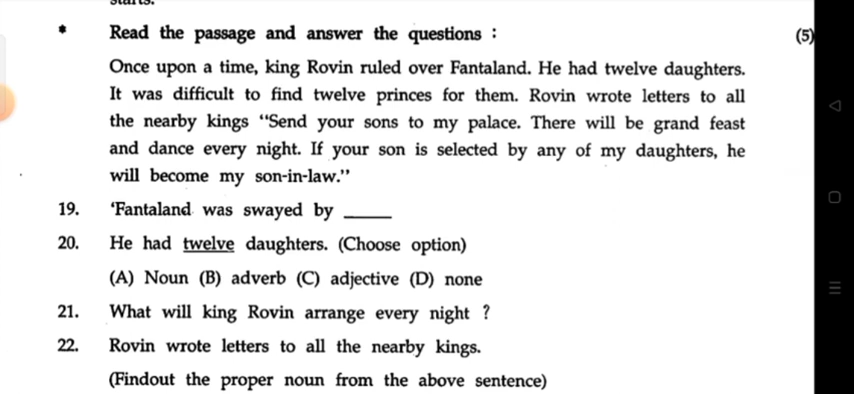 * Read the passage and answer the questions : (5)
Once upon a time, king Rovin ruled over Fantaland. He had twelve daughters.
It was difficult to find twelve princes for them. Rovin wrote letters to all
the nearby kings “Send your sons to my palace. There will be grand feast
and dance every night. If your son is selected by any of my daughters, he
will become my son-in-law.”
19. ‘Fantaland was swayed by ____
20. He had twelve daughters. (Choose option)
(A) Noun (B) adverb (C) adjective (D) none
21. What will king Rovin arrange every night ?
22. Rovin wrote letters to all the nearby kings.
(Findout the proper noun from the above sentence)